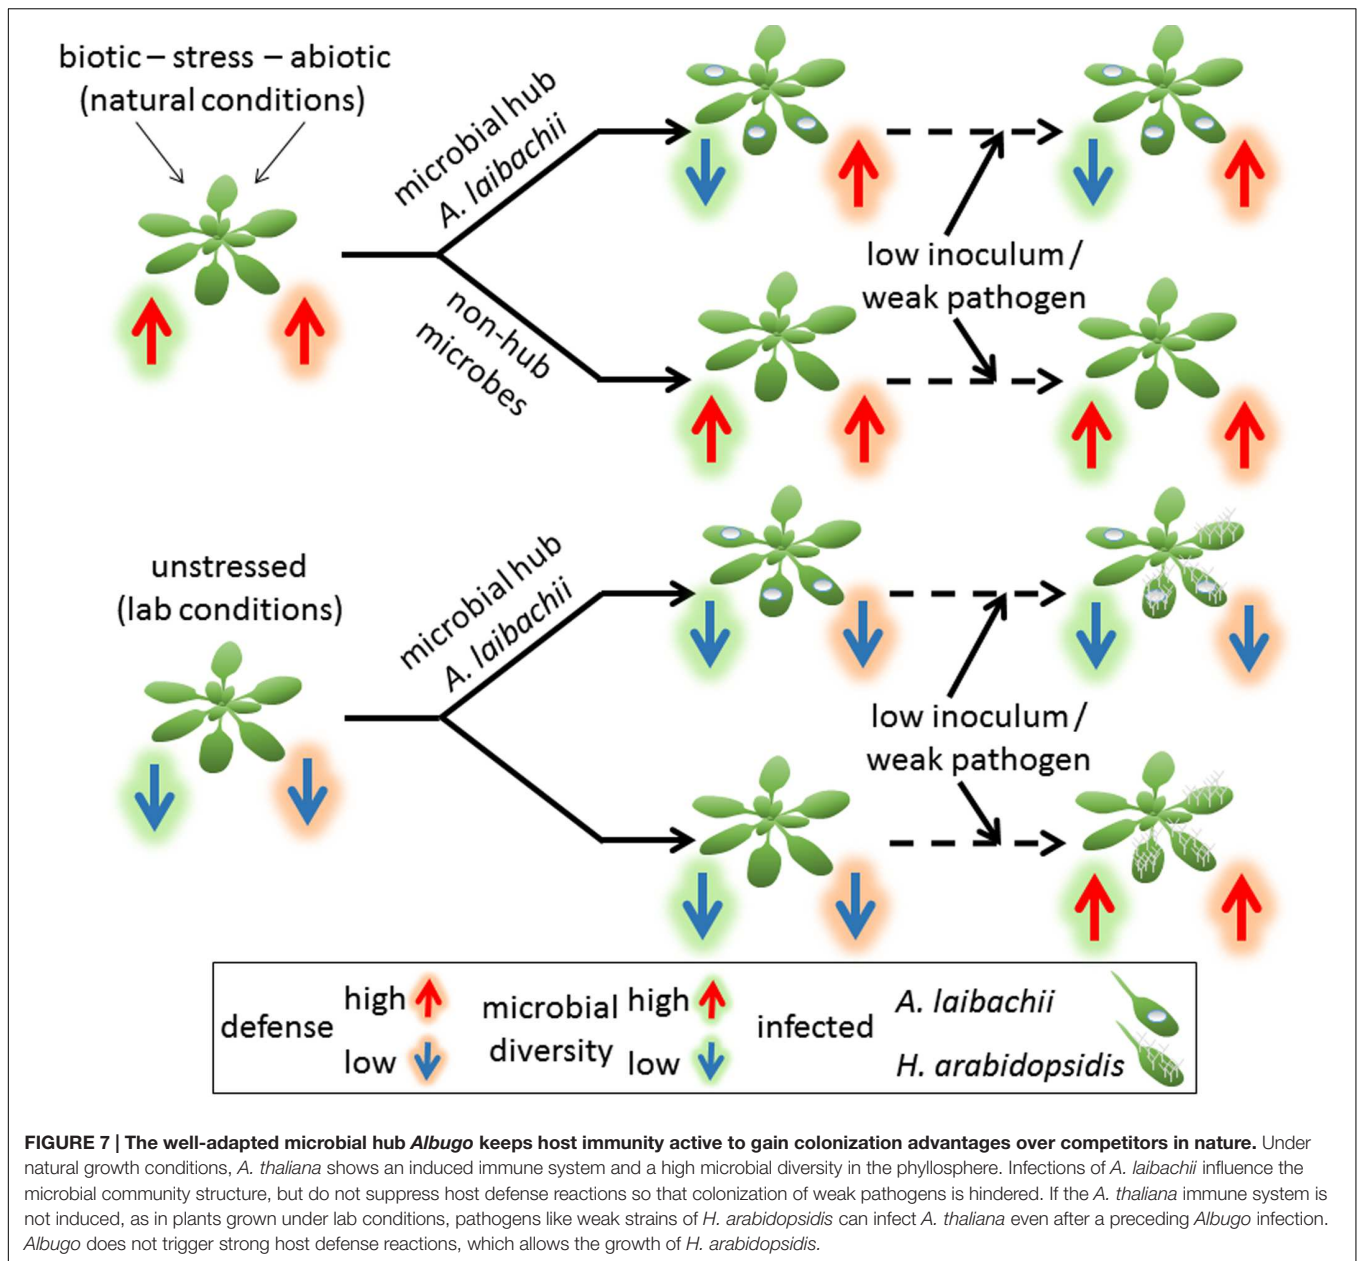 biotic – stress – abiotic
(natural conditions)
microbial hub
A. laibachii
non-hub
microbes
low inoculum /
weak pathogen
unstressed
(lab conditions)
microbial hub
A. laibachii
low inoculum /
weak pathogen
defense
high
low
microbial
diversity
high
low
infected
A. laibachii
H. arabidopsidis
FIGURE 7 | The well-adapted microbial hub Albugo keeps host immunity active to gain colonization advantages over competitors in nature. Under
natural growth conditions, A. thaliana shows an induced immune system and a high microbial diversity in the phyllosphere. Infections of A. laibachii influence the
microbial community structure, but do not suppress host defense reactions so that colonization of weak pathogens is hindered. If the A. thaliana immune system is
not induced, as in plants grown under lab conditions, pathogens like weak strains of H. arabidopsidis can infect A. thaliana even after a preceding Albugo infection.
Albugo does not trigger strong host defense reactions, which allows the growth of H. arabidopsidis.